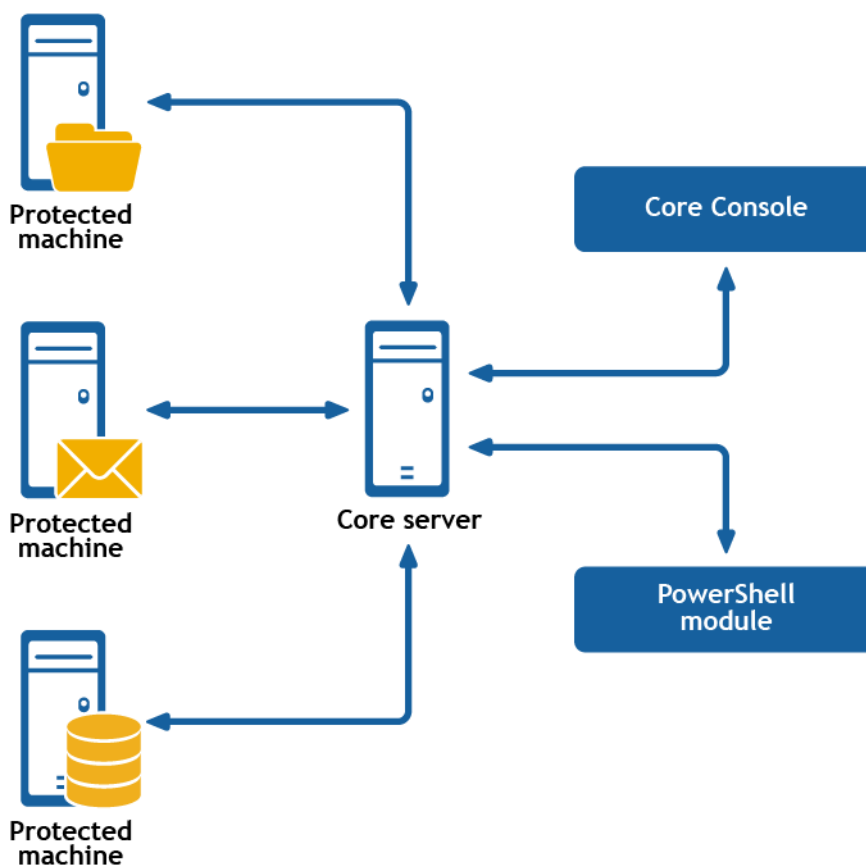 Protected
machine
Core Console
Protected
machine
Core server
PowerShell
module
Protected
machine